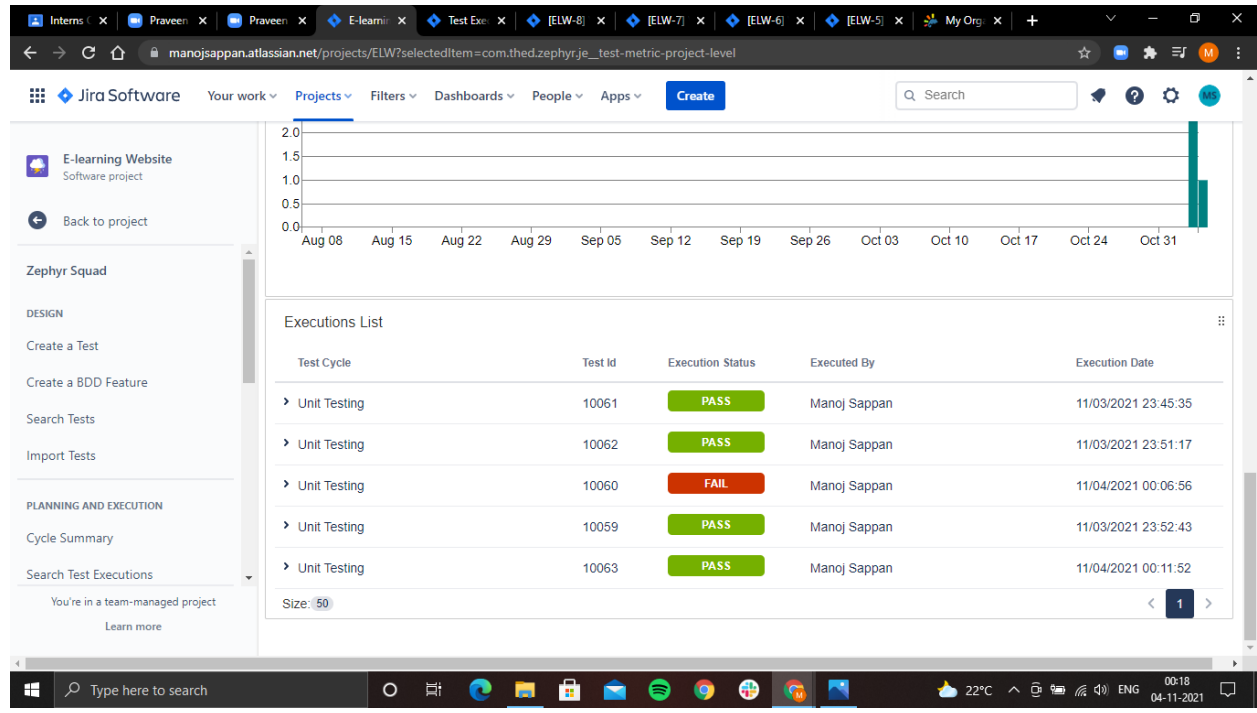 Interns
Praveen
Praveen
E-learnin
Test Exe
[ELW-8]
[ELW-7]
[ELW-6]
[ELW-5]
My Org
manojsappan.atlassian.net/projects/ELW?selectedItem=com.thed.zephyr.je__test-metric-project-level
M
Jira Software Your work Projects Filters Dashboards People Apps Create Search MS
E-learning Website
Software project
Back to project
Zephyr Squad
DESIGN
Create a Test
Create a BDD Feature
Search Tests
Import Tests
PLANNING AND EXECUTION
Cycle Summary
Search Test Executions
You're in a team-managed project
Learn more
2.0
1.5
1.0
0.5
0.0
Aug 08 Aug 15 Aug 22 Aug 29 Sep 05 Sep 12 Sep 19 Sep 26 Oct 03 Oct 10 Oct 17 Oct 24 Oct 31
Executions List
Test Cycle Test Id Execution Status Executed By Execution Date
Unit Testing 10061 PASS Manoj Sappan 11/03/2021 23:45:35
Unit Testing 10062 PASS Manoj Sappan 11/03/2021 23:51:17
Unit Testing 10060 FAIL Manoj Sappan 11/04/2021 00:06:56
Unit Testing 10059 PASS Manoj Sappan 11/03/2021 23:52:43
Unit Testing 10063 PASS Manoj Sappan 11/04/2021 00:11:52
Size: 50 1
Type here to search 22°C ENG 00:18
04-11-2021